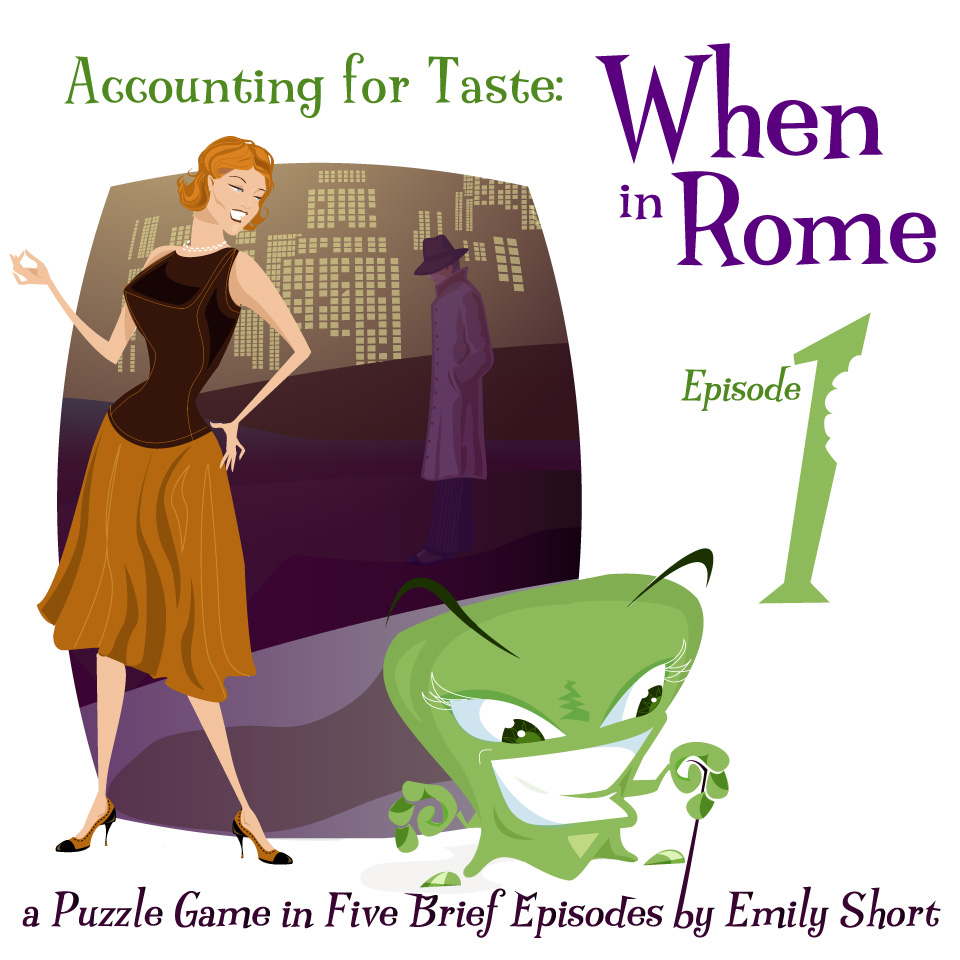 Accounting for Taste:
When
in Rome
Episode 1
a Puzzle Game in Five Brief Episodes by Emily Short